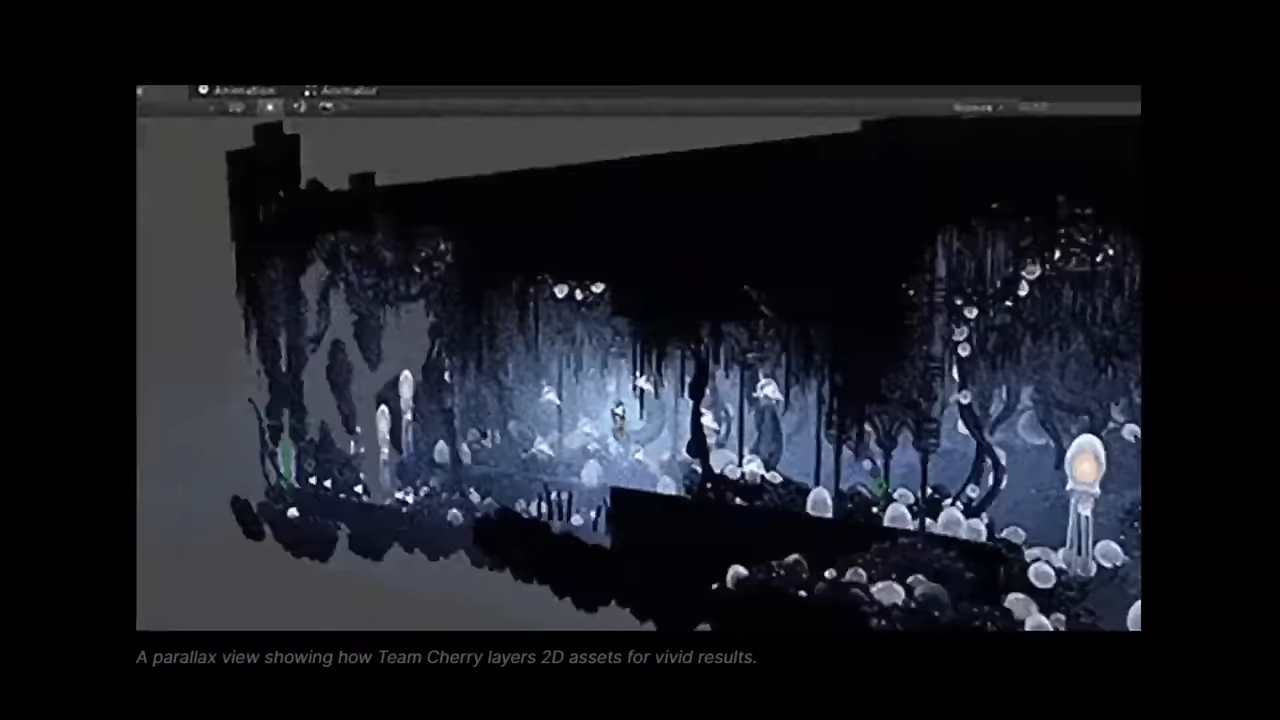 Animation Animator
A parallax view showing how Team Cherry layers 2D assets for vivid results.